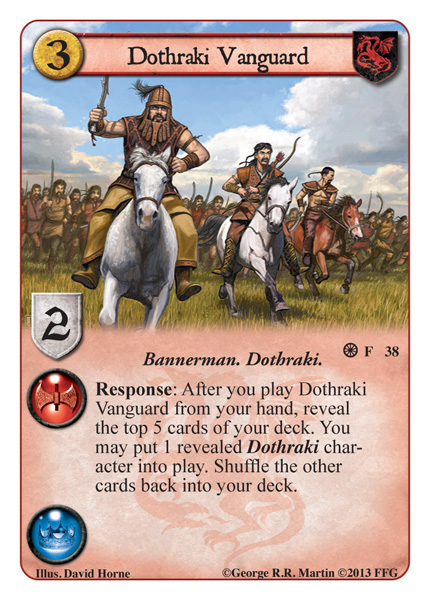 3
Dothraki Vanguard
2
Bannerman. Dothraki.
F 38
Response: After you play Dothraki
Vanguard from your hand, reveal
the top 5 cards of your deck. You
may put 1 revealed Dothraki char-
acter into play. Shuffle the other
cards back into your deck.
Illus. David Horne
©George R.R. Martin ©2013 FFG